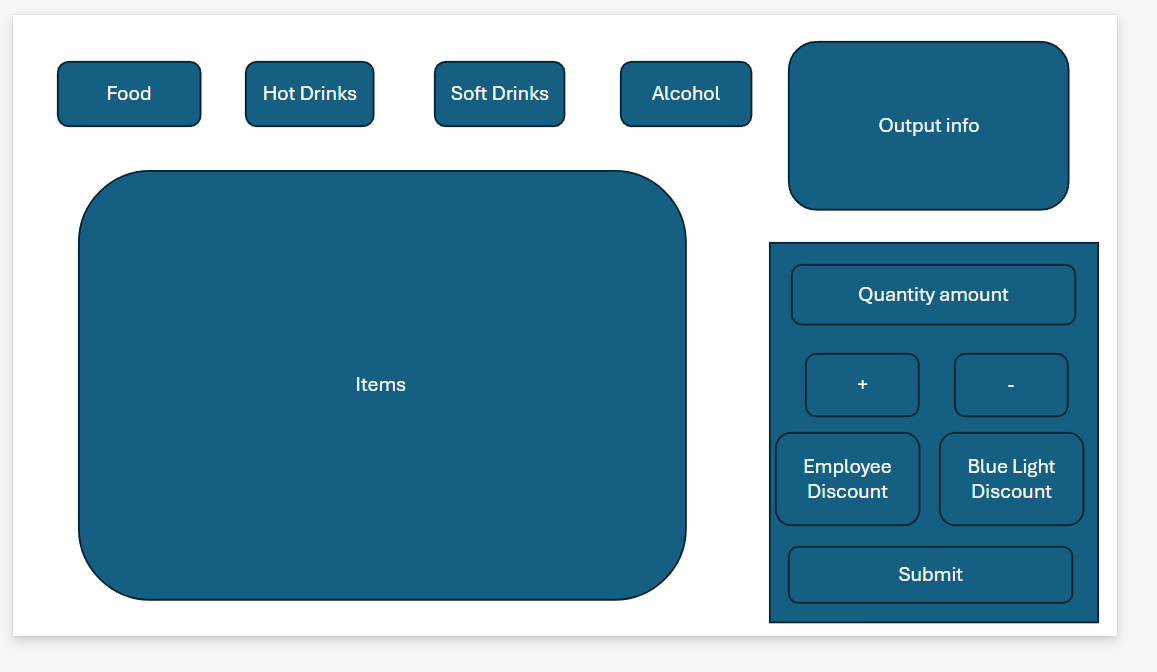 Food
Hot Drinks
Soft Drinks
Alcohol
Output info
Items
Quantity amount
+
-
Employee
Discount
Blue Light
Discount
Submit